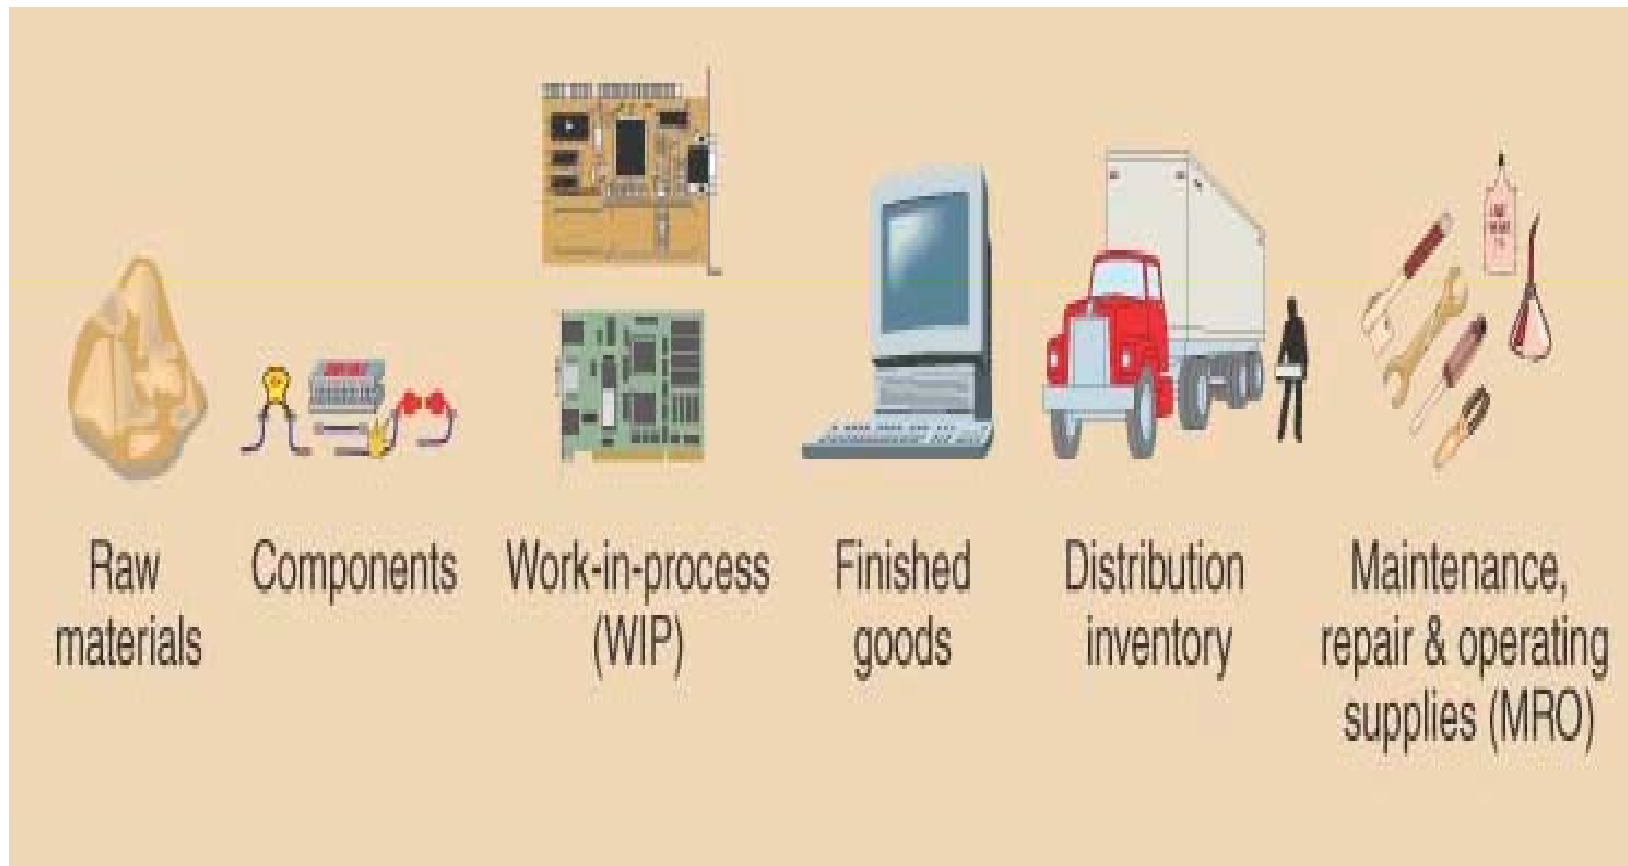 Raw
materials
Components
Work-in-process
(WIP)
Finished
goods
Distribution
inventory
Maintenance,
repair & operating
supplies (MRO)